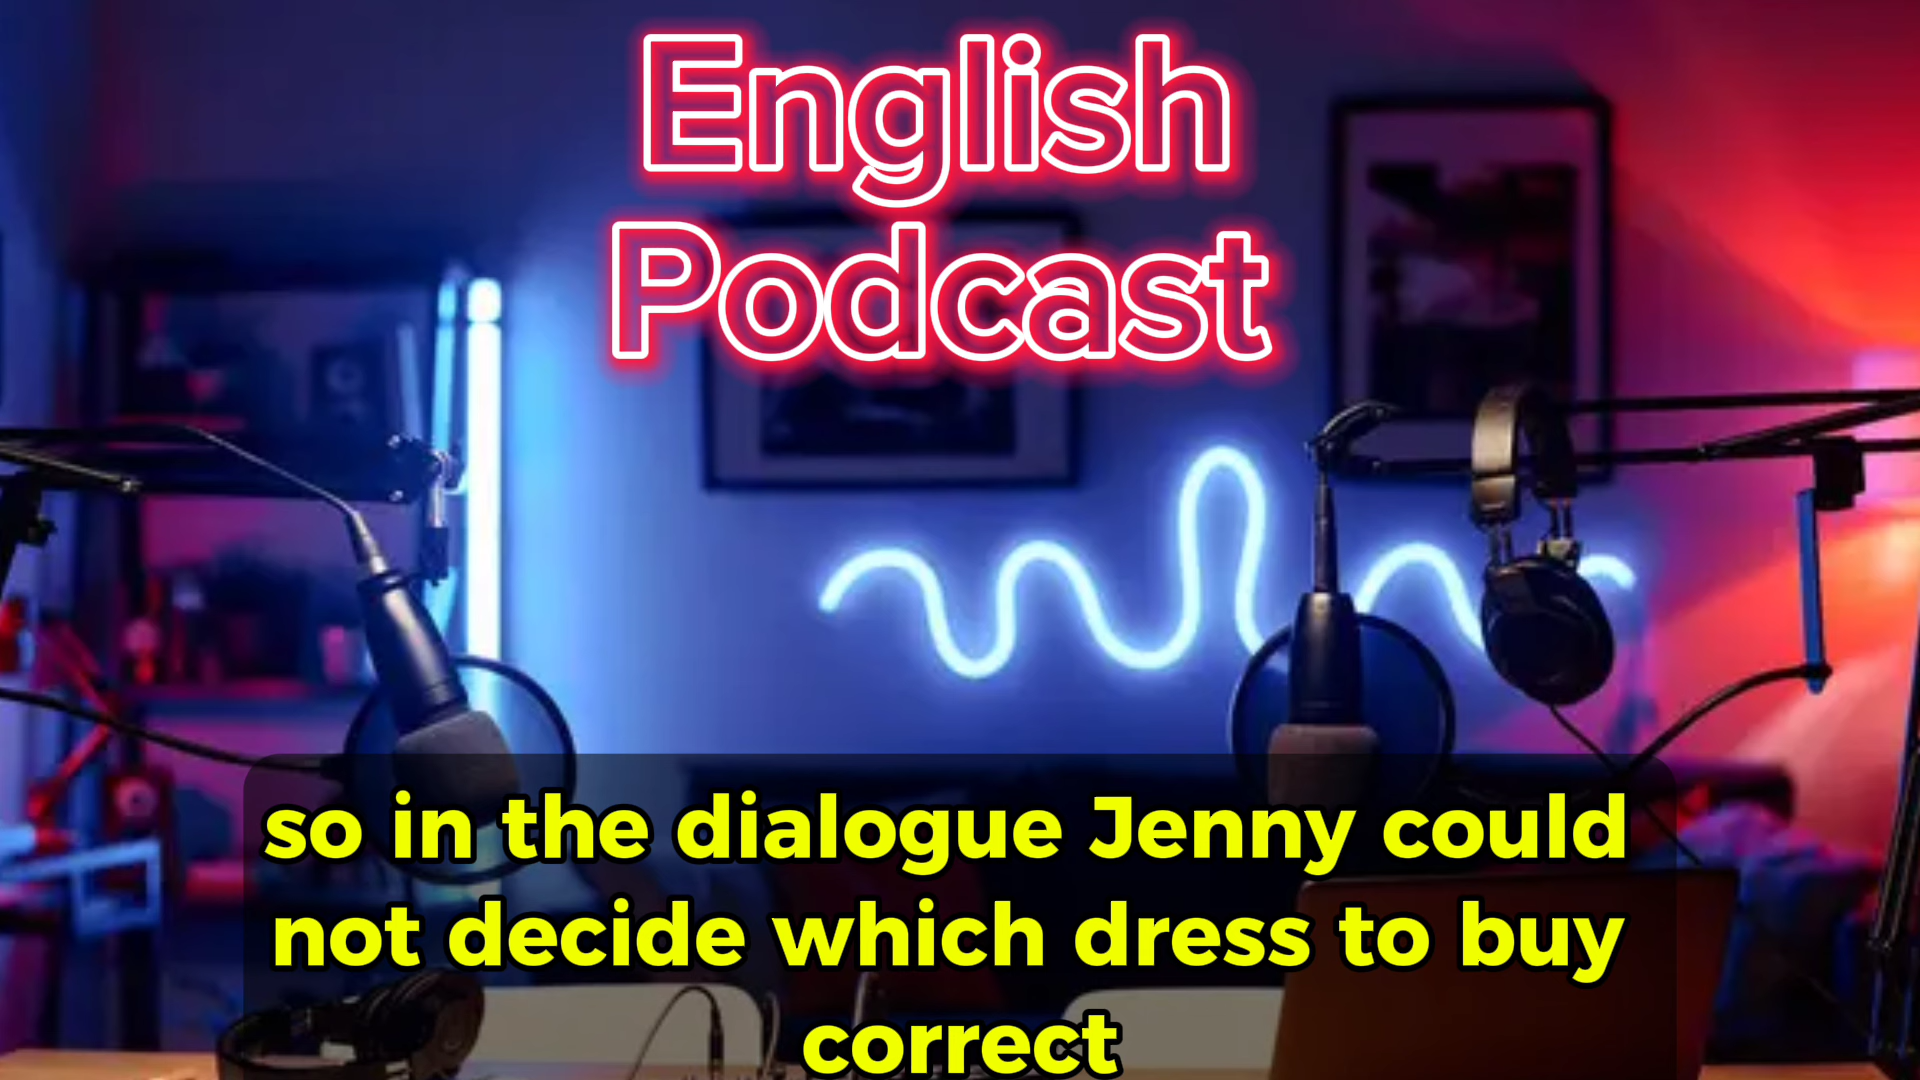 English
Podcast
so in the dialogue Jenny could
not decide which dress to buy
correct